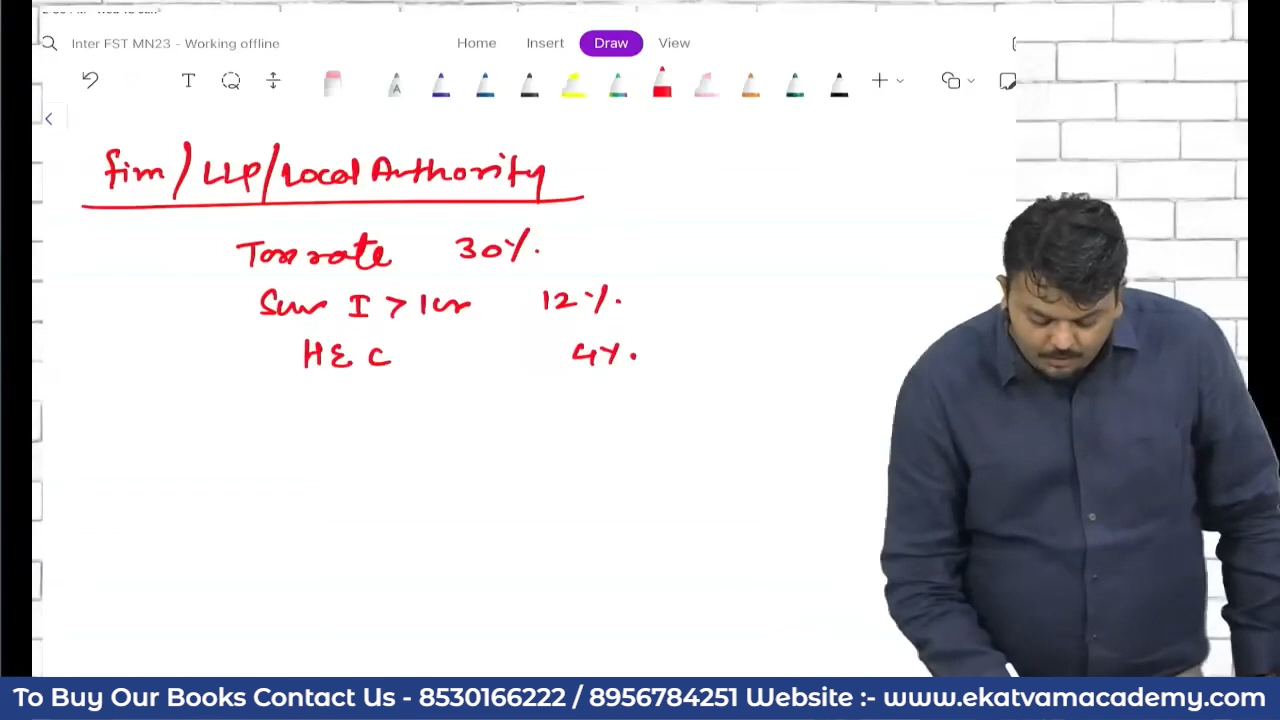 Inter FST MN23 - Working offline
Home Insert Draw View
T
A
firm / LLP / Local Authority
Tax rate 30%.
Sur I > 1cr 12%.
H E C 4%.
To Buy Our Books Contact Us - 8530166222 / 8956784251 Website :- www.ekatvamacademy.com